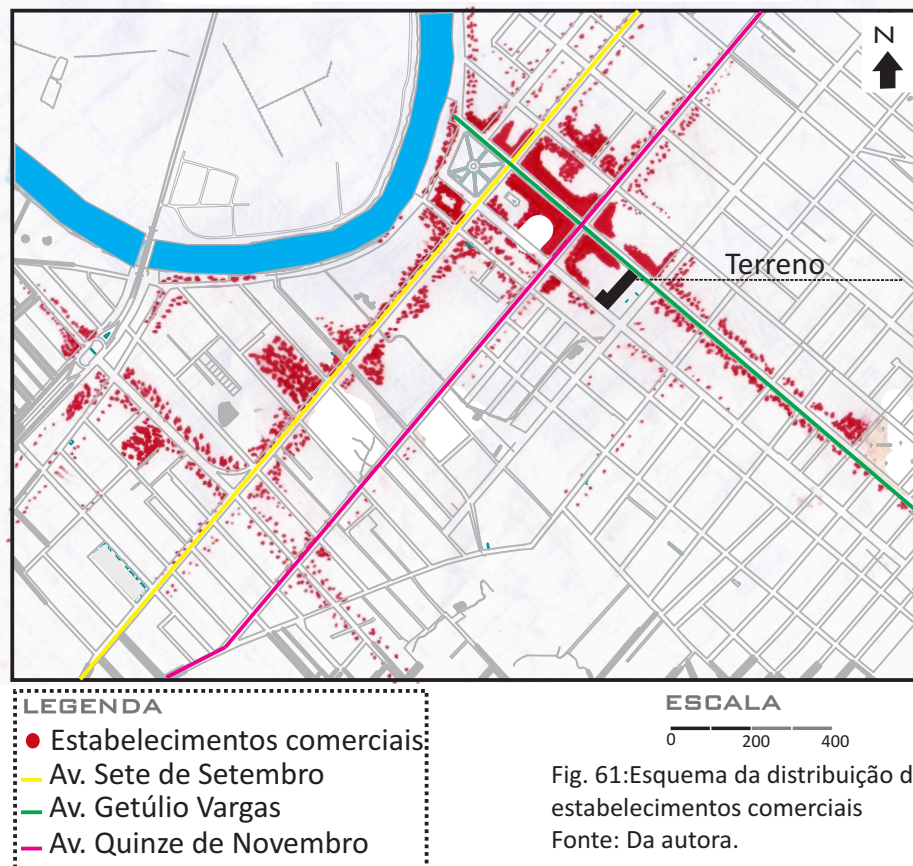 N
Terreno
LEGENDA
Estabelecimentos comerciais
Av. Sete de Setembro
Av. Getúlio Vargas
Av. Quinze de Novembro
ESCALA
0 200 400
Fig. 61:Esquema da distribuição d
estabelecimentos comerciais
Fonte: Da autora.